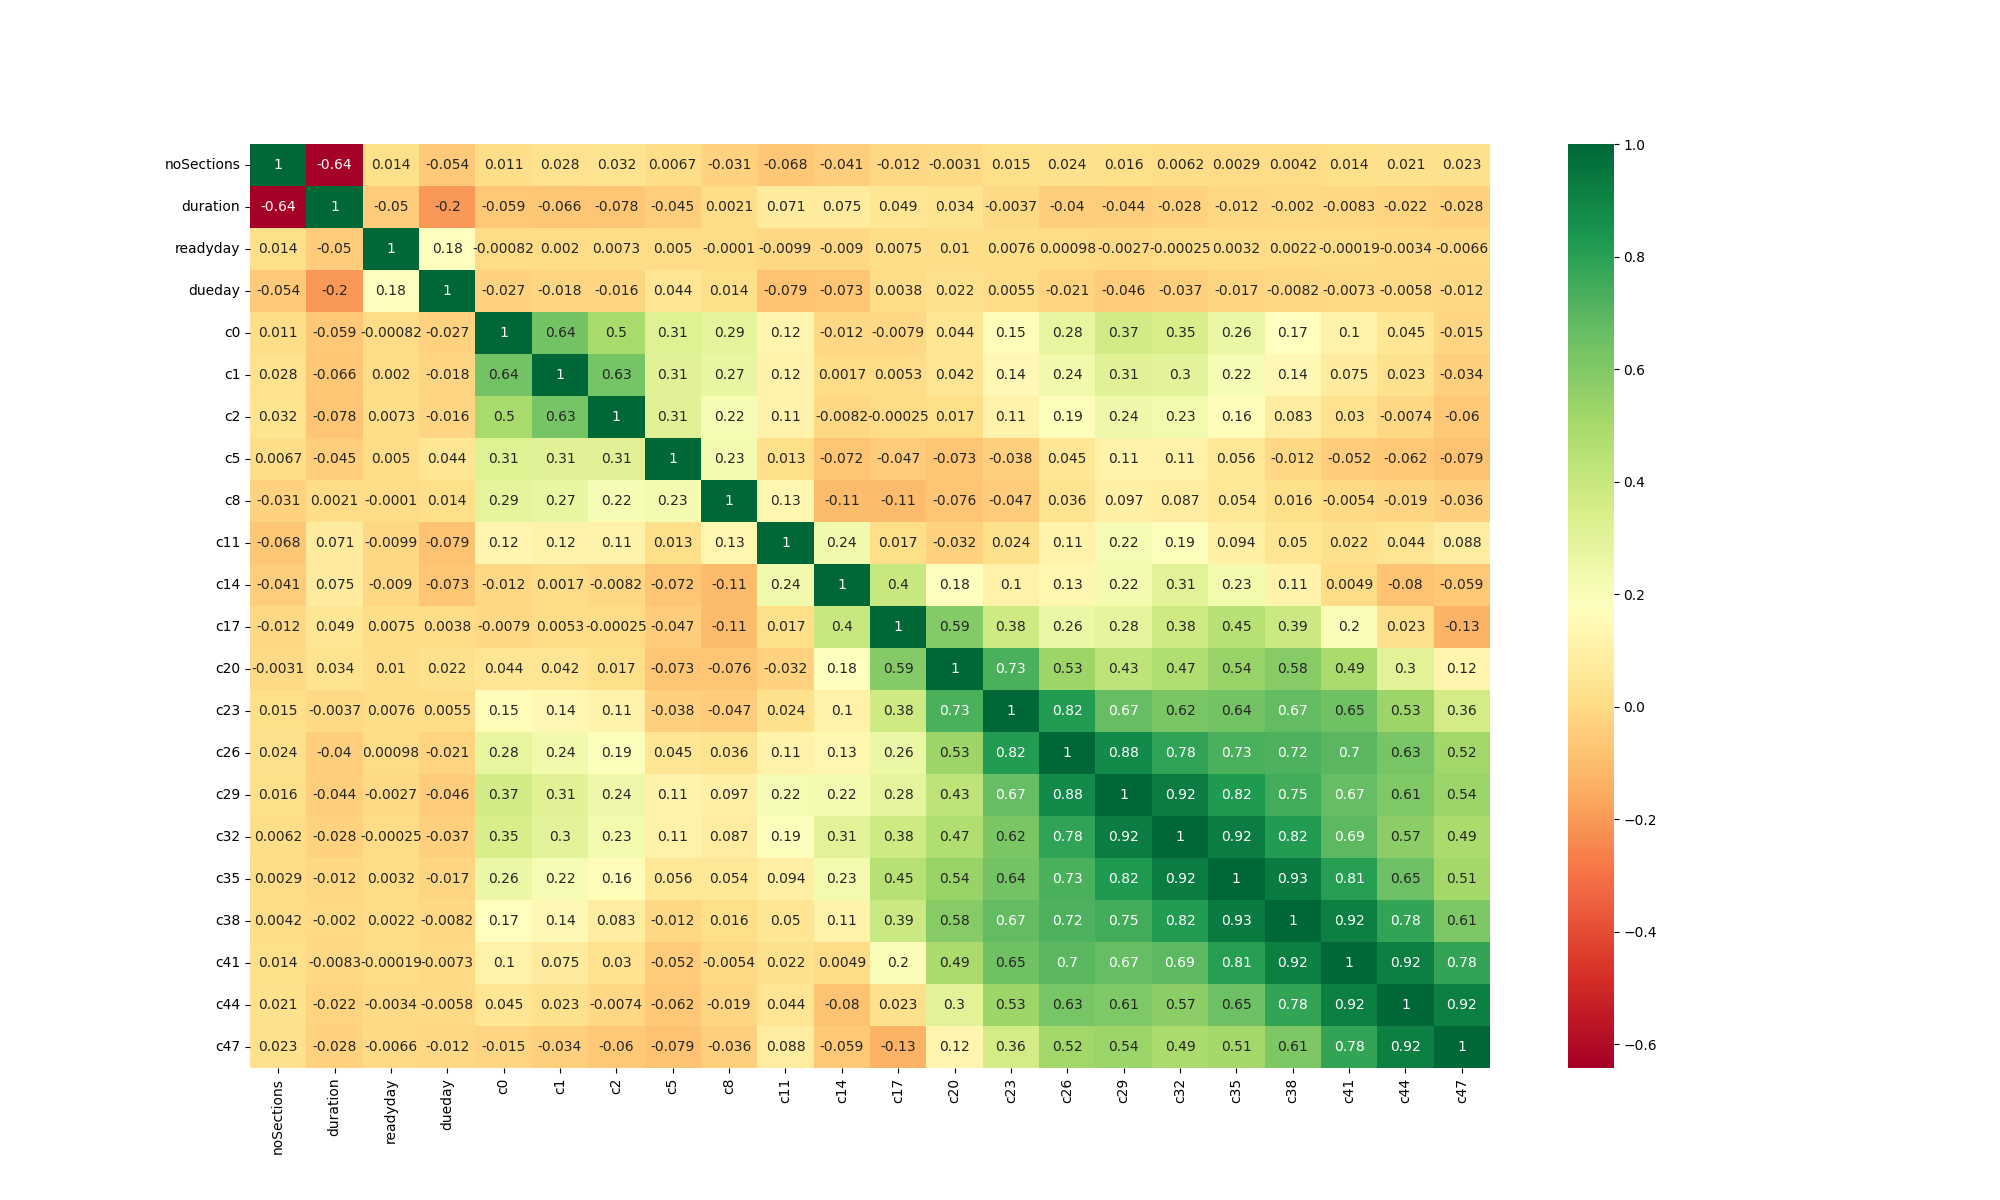 noSections 1 -0.64 0.014 -0.054 0.011 0.028 0.032 0.0067 -0.031 -0.068 -0.041 -0.012 -0.0031 0.015 0.024 0.016 0.0062 0.0029 0.0042 0.014 0.021 0.023
duration -0.64 1 -0.05 -0.2 -0.059 -0.066 -0.078 -0.045 0.0021 0.071 0.075 0.049 0.034 -0.0037 -0.04 -0.044 -0.028 -0.012 -0.002 -0.0083 -0.022 -0.028
readyday 0.014 -0.05 1 0.18 -0.00082 0.002 0.0073 0.005 -0.0001 -0.0099 -0.009 0.0075 0.01 0.0076 0.00098 -0.0027 -0.00025 0.0032 0.0022 -0.00019 -0.0034 -0.0066
dueday -0.054 -0.2 0.18 1 -0.027 -0.018 -0.016 0.044 0.014 -0.079 -0.073 0.0038 0.022 0.0055 -0.021 -0.046 -0.037 -0.017 -0.0082 -0.0073 -0.0058 -0.012
c0 0.011 -0.059 -0.00082 -0.027 1 0.64 0.5 0.31 0.29 0.12 -0.012 -0.0079 0.044 0.15 0.28 0.37 0.35 0.26 0.17 0.1 0.045 -0.015
c1 0.028 -0.066 0.002 -0.018 0.64 1 0.63 0.31 0.27 0.12 0.0017 0.0053 0.042 0.14 0.24 0.31 0.3 0.22 0.14 0.075 0.023 -0.034
c2 0.032 -0.078 0.0073 -0.016 0.5 0.63 1 0.31 0.22 0.11 -0.0082 -0.00025 0.017 0.11 0.19 0.24 0.23 0.16 0.083 0.03 -0.0074 -0.06
c5 0.0067 -0.045 0.005 0.044 0.31 0.31 0.31 1 0.23 0.013 -0.072 -0.047 -0.073 -0.038 0.045 0.11 0.11 0.056 -0.012 -0.052 -0.062 -0.079
c8 -0.031 0.0021 -0.0001 0.014 0.29 0.27 0.22 0.23 1 0.13 -0.11 -0.11 -0.076 -0.047 0.036 0.097 0.087 0.054 0.016 -0.0054 -0.019 -0.036
c11 -0.068 0.071 -0.0099 -0.079 0.12 0.12 0.11 0.013 0.13 1 0.24 0.017 -0.032 0.024 0.11 0.22 0.19 0.094 0.05 0.022 0.044 0.088
c14 -0.041 0.075 -0.009 -0.073 -0.012 0.0017 -0.0082 -0.072 -0.11 0.24 1 0.4 0.18 0.1 0.13 0.22 0.31 0.23 0.11 0.0049 -0.08 -0.059
c17 -0.012 0.049 0.0075 0.0038 -0.0079 0.0053 -0.00025 -0.047 -0.11 0.017 0.4 1 0.59 0.38 0.26 0.28 0.38 0.45 0.39 0.2 0.023 -0.13
c20 -0.0031 0.034 0.01 0.022 0.044 0.042 0.017 -0.073 -0.076 -0.032 0.18 0.59 1 0.73 0.53 0.43 0.47 0.54 0.58 0.49 0.3 0.12
c23 0.015 -0.0037 0.0076 0.0055 0.15 0.14 0.11 -0.038 -0.047 0.024 0.1 0.38 0.73 1 0.82 0.67 0.62 0.64 0.67 0.65 0.53 0.36
c26 0.024 -0.04 0.00098 -0.021 0.28 0.24 0.19 0.045 0.036 0.11 0.13 0.26 0.53 0.82 1 0.88 0.78 0.73 0.72 0.7 0.63 0.52
c29 0.016 -0.044 -0.0027 -0.046 0.37 0.31 0.24 0.11 0.097 0.22 0.22 0.28 0.43 0.67 0.88 1 0.92 0.82 0.75 0.67 0.61 0.54
c32 0.0062 -0.028 -0.00025 -0.037 0.35 0.3 0.23 0.11 0.087 0.19 0.31 0.38 0.47 0.62 0.78 0.92 1 0.92 0.82 0.69 0.57 0.49
c35 0.0029 -0.012 0.0032 -0.017 0.26 0.22 0.16 0.056 0.054 0.094 0.23 0.45 0.54 0.64 0.73 0.82 0.92 1 0.93 0.81 0.65 0.51
c38 0.0042 -0.002 0.0022 -0.0082 0.17 0.14 0.083 -0.012 0.016 0.05 0.11 0.39 0.58 0.67 0.72 0.75 0.82 0.93 1 0.92 0.78 0.61
c41 0.014 -0.0083 -0.00019 -0.0073 0.1 0.075 0.03 -0.052 -0.0054 0.022 0.0049 0.2 0.49 0.65 0.7 0.67 0.69 0.81 0.92 1 0.92 0.78
c44 0.021 -0.022 -0.0034 -0.0058 0.045 0.023 -0.0074 -0.062 -0.019 0.044 -0.08 0.023 0.3 0.53 0.63 0.61 0.57 0.65 0.78 0.92 1 0.92
c47 0.023 -0.028 -0.0066 -0.012 -0.015 -0.034 -0.06 -0.079 -0.036 0.088 -0.059 -0.13 0.12 0.36 0.52 0.54 0.49 0.51 0.61 0.78 0.92 1
noSections duration readyday dueday c0 c1 c2 c5 c8 c11 c14 c17 c20 c23 c26 c29 c32 c35 c38 c41 c44 c47
1.0
0.8
0.6
0.4
0.2
0.0
−0.2
−0.4
−0.6